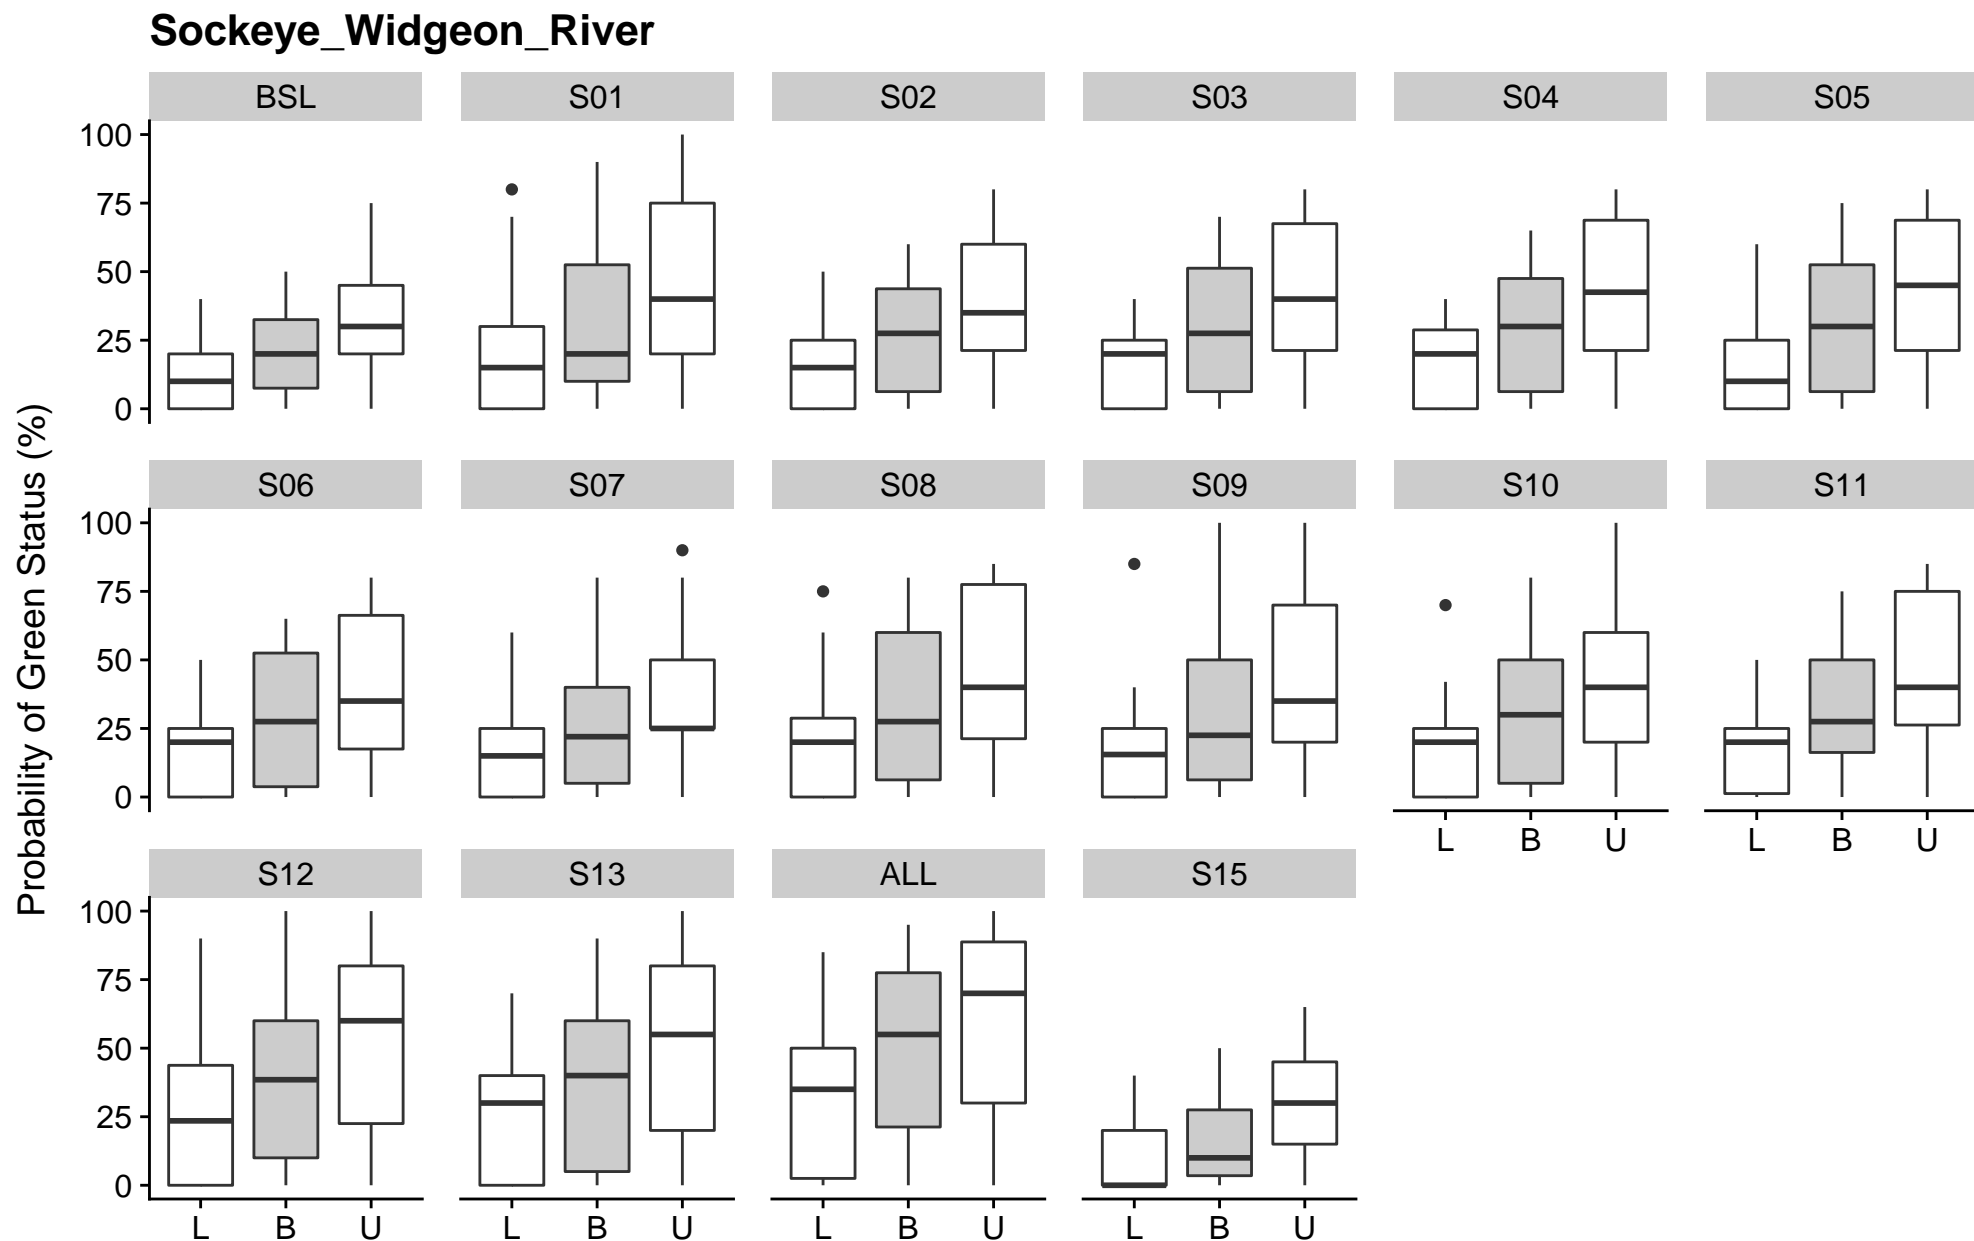 Sockeye_Widgeon_River
BSL S01 S02 S03 S04 S05
100
75
50
25
0
S06 S07 S08 S09 S10 S11
100
75
50
25
0
L B U L B U
S12 S13 ALL S15
100
75
50
25
0
L B U L B U L B U L B U
Probability of Green Status (%)